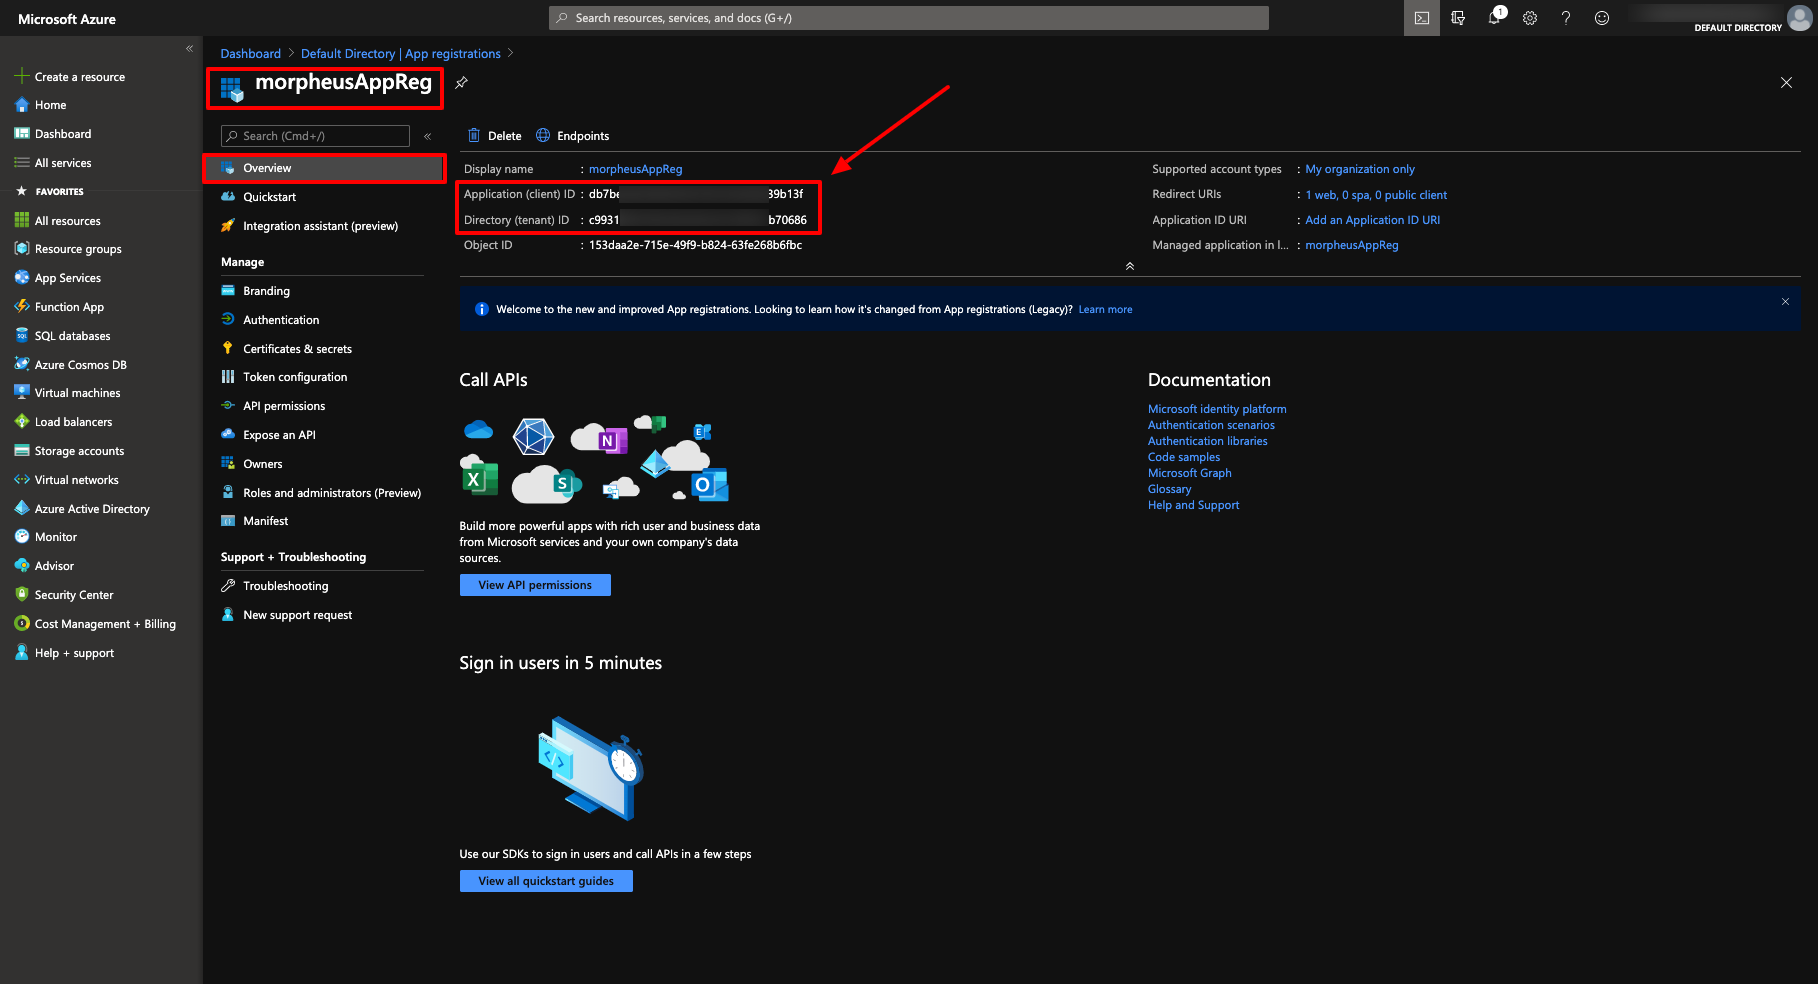 Microsoft Azure
Search resources, services, and docs (G+/)
1
DEFAULT DIRECTORY
«
Create a resource
Home
Dashboard
All services
FAVORITES
All resources
Resource groups
App Services
Function App
SQL databases
Azure Cosmos DB
Virtual machines
Load balancers
Storage accounts
Virtual networks
Azure Active Directory
Monitor
Advisor
Security Center
Cost Management + Billing
Help + support
Dashboard > Default Directory | App registrations >
morpheusAppReg
Search (Cmd+/)
«
Overview
Quickstart
Integration assistant (preview)
Manage
Branding
Authentication
Certificates & secrets
Token configuration
API permissions
Expose an API
Owners
Roles and administrators (Preview)
Manifest
Support + Troubleshooting
Troubleshooting
New support request
Delete
Endpoints
Display name : morpheusAppReg
Application (client) ID : db7be 39b13f
Directory (tenant) ID : c9931 b70686
Object ID : 153daa2e-715e-49f9-b824-63fe268b6fbc
Supported account types : My organization only
Redirect URIs : 1 web, 0 spa, 0 public client
Application ID URI : Add an Application ID URI
Managed application in l... : morpheusAppReg
Welcome to the new and improved App registrations. Looking to learn how it's changed from App registrations (Legacy)? Learn more
Call APIs
N
E
X
S
O
Build more powerful apps with rich user and business data
from Microsoft services and your own company's data
sources.
View API permissions
Sign in users in 5 minutes
Use our SDKs to sign in users and call APIs in a few steps
View all quickstart guides
Documentation
Microsoft identity platform
Authentication scenarios
Authentication libraries
Code samples
Microsoft Graph
Glossary
Help and Support